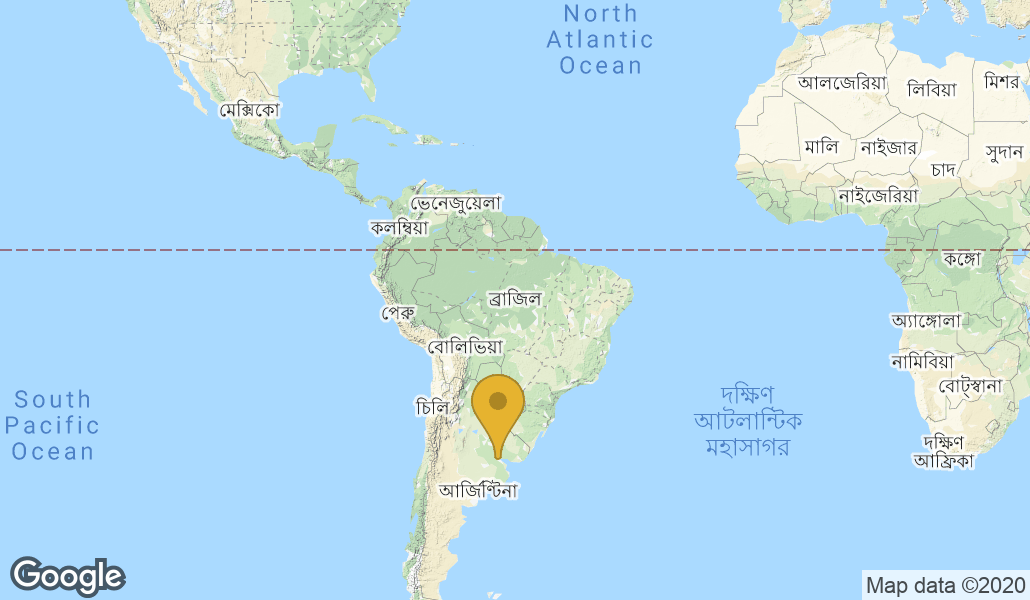 North
Atlantic
Ocean
আলজেরিয়া
লিবিয়া
মিশর
মেক্সিকো
মালি
নাইজার
চাদ
সুদান
ভেনেজুয়েলা
নাইজেরিয়া
কলম্বিয়া
কঙ্গো
ব্রাজিল
পেরু
অ্যাঙ্গোলা
বোলিভিয়া
নামিবিয়া
বোট্স্বানা
South
Pacific
Ocean
চিলি
দক্ষিণ
আটলান্টিক
মহাসাগর
দক্ষিণ
আফ্রিকা
আর্জেণ্টিনা
Google
Map data ©2020